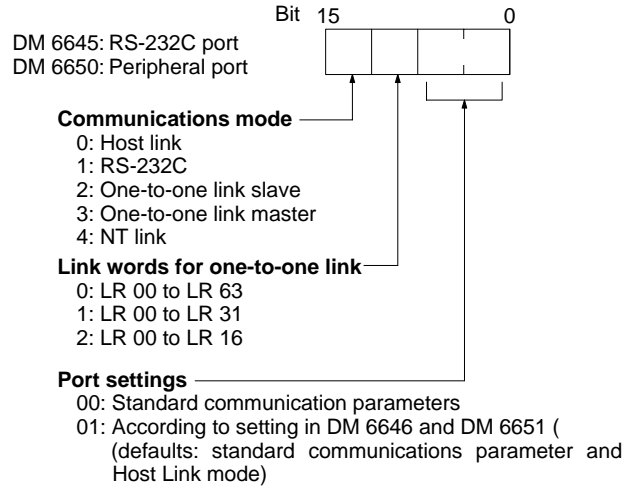 Bit 15 0
DM 6645: RS-232C port
DM 6650: Peripheral port
Communications mode
0: Host link
1: RS-232C
2: One-to-one link slave
3: One-to-one link master
4: NT link
Link words for one-to-one link
0: LR 00 to LR 63
1: LR 00 to LR 31
2: LR 00 to LR 16
Port settings
00: Standard communication parameters
01: According to setting in DM 6646 and DM 6651 (
(defaults: standard communications parameter and
Host Link mode)